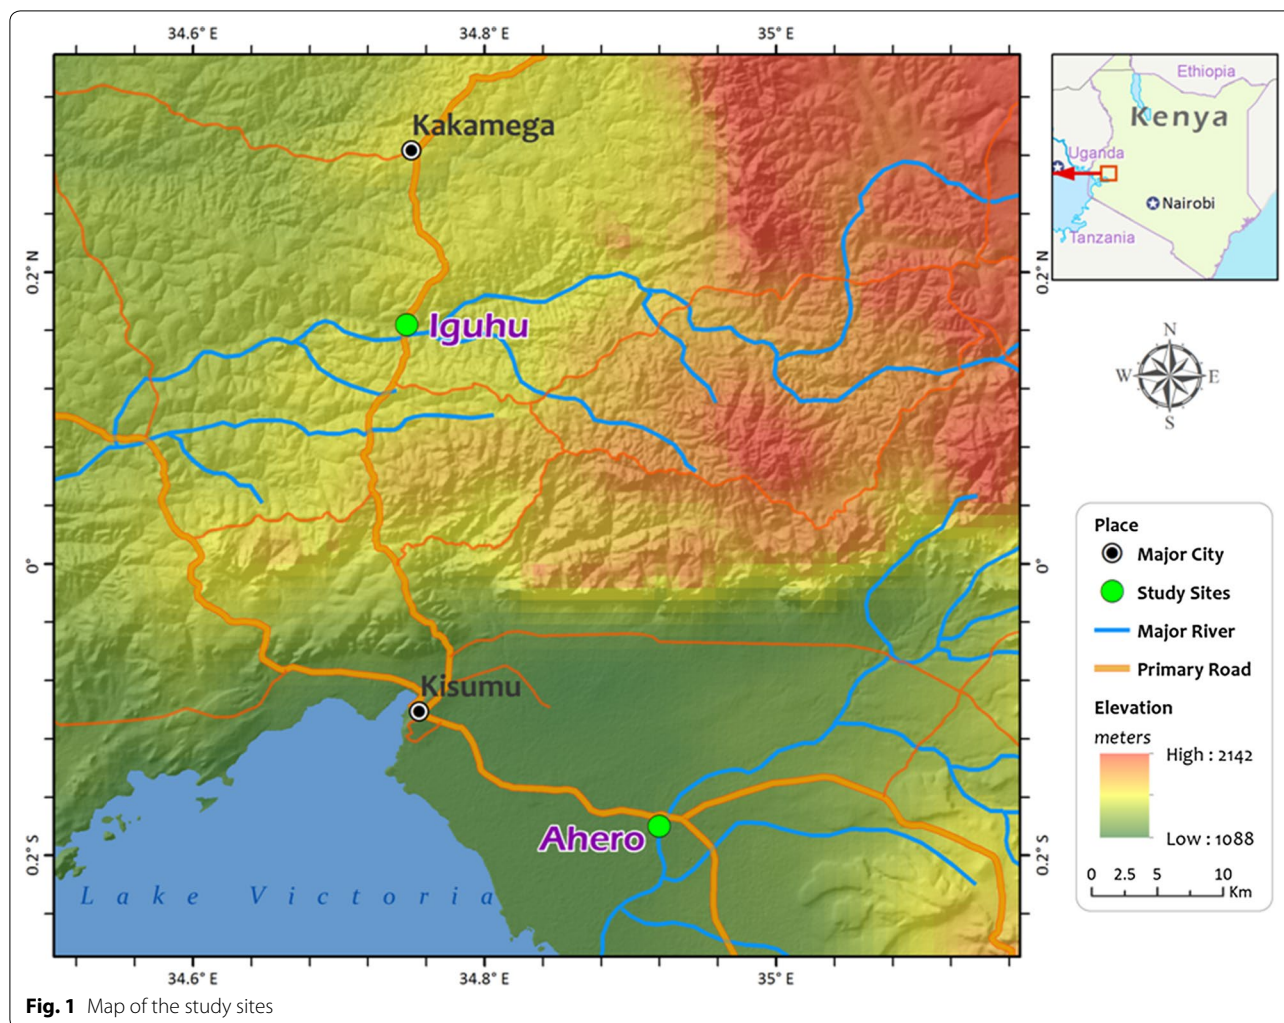 34.6° E
34.8° E
35° E
Kakamega
Iguhu
Kisumu
Ahero
Lake Victoria
0.2° N
0°
0.2° S
0.2° N
0°
0.2° S
34.6° E
34.8° E
35° E
Ethiopia
Kenya
Uganda
Nairobi
Tanzania
N
W
E
S
Place
Major City
Study Sites
Major River
Primary Road
Elevation
meters
High : 2142
Low : 1088
0 2.5 5 10
Km
Fig. 1 Map of the study sites